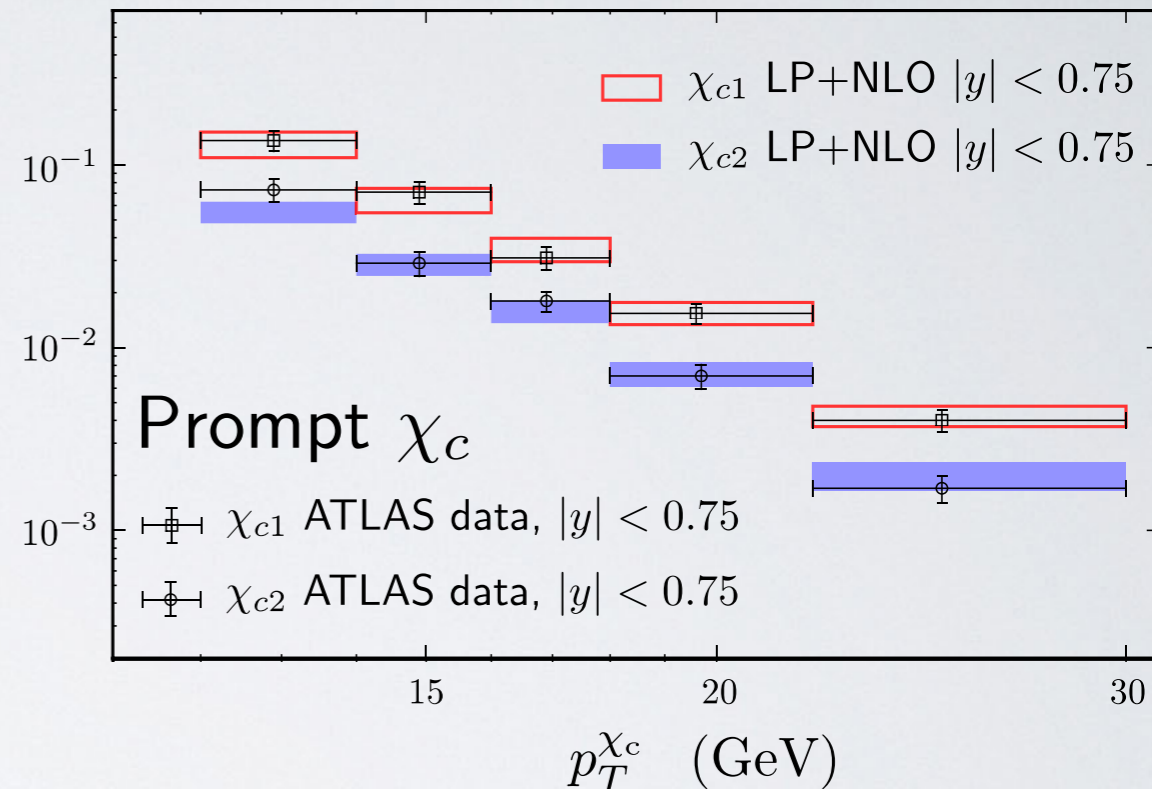 χc1 LP+NLO |y| < 0.75
χc2 LP+NLO |y| < 0.75
10⁻¹
10⁻²
10⁻³
Prompt χc
χc1 ATLAS data, |y| < 0.75
χc2 ATLAS data, |y| < 0.75
15 20 30
p_T^χc (GeV)